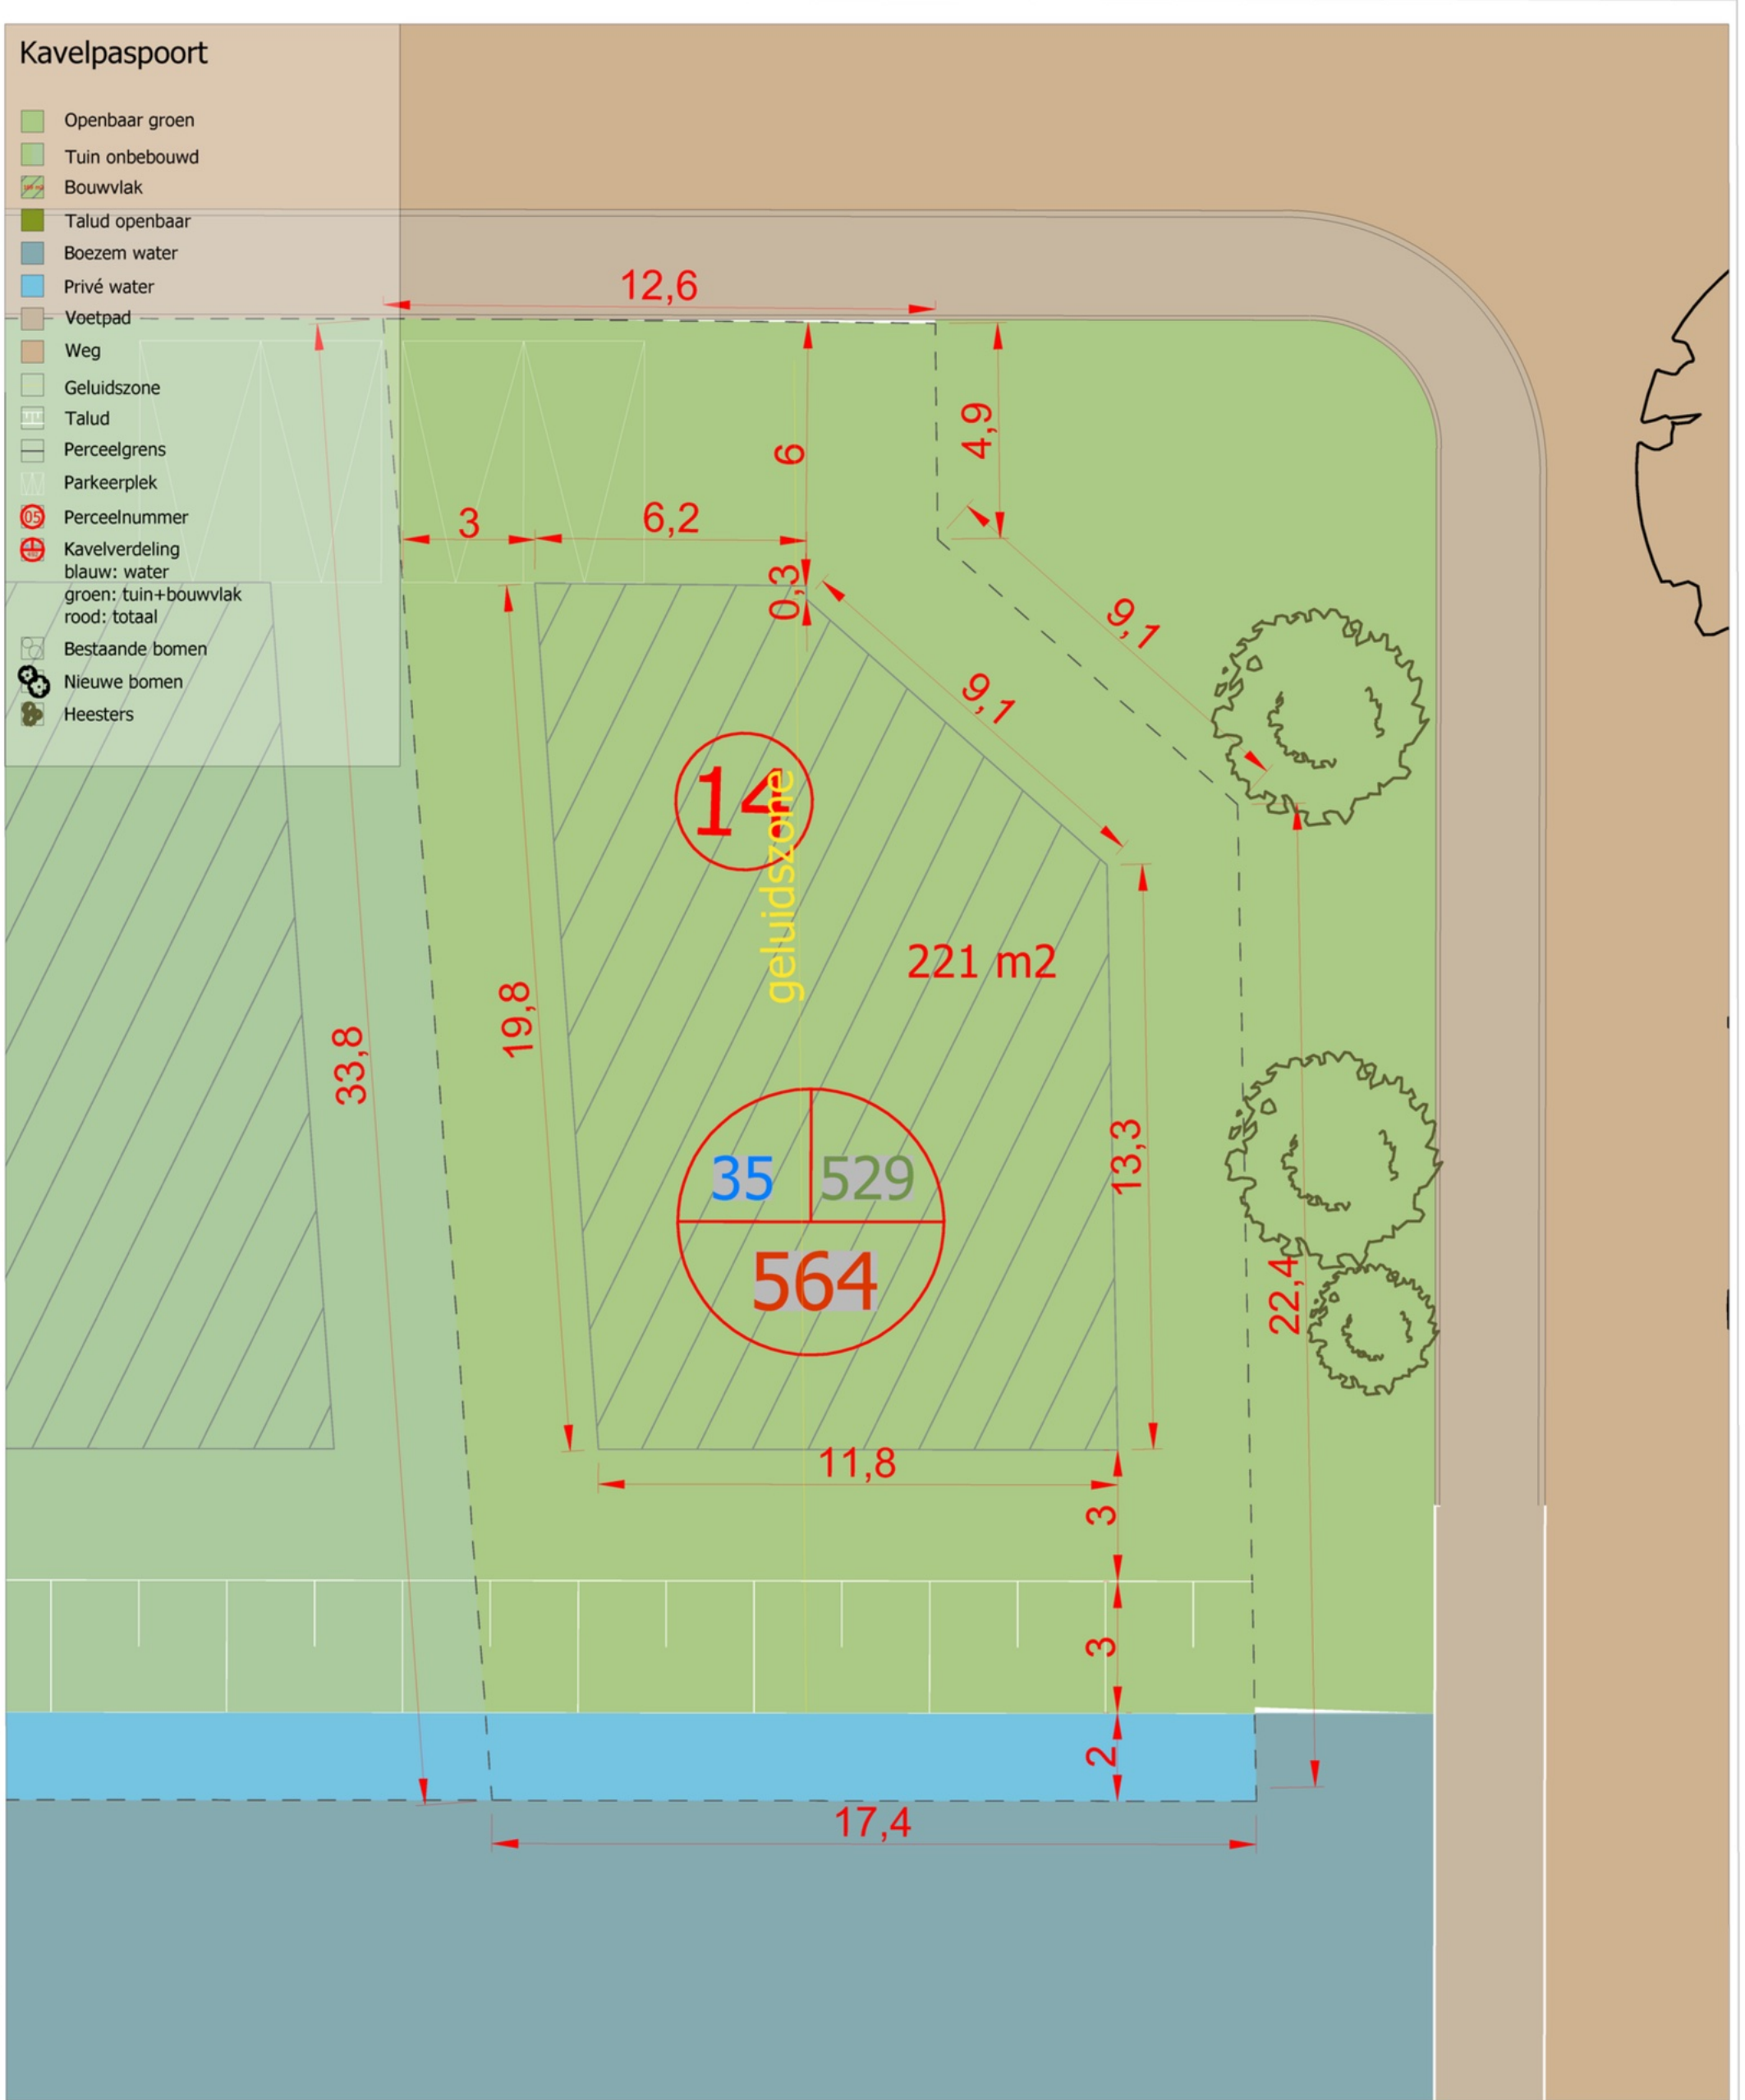 Kavelpaspoort
Openbaar groen
Tuin onbebouwd
Bouwvlak
Talud openbaar
Boezem water
Privé water
Voetpad
Weg
Geluidszone
Talud
Perceelgrens
Parkeerplek
05 Perceelnummer
Kavelverdeling
blauw: water
groen: tuin+bouwvlak
rood: totaal
Bestaande bomen
Nieuwe bomen
Heesters
12,6
4,9
6
3
6,2
0,3
9,1
9,1
14
geluidszone
221 m2
19,8
33,8
13,3
35
529
564
22,4
11,8
3
3
2
17,4